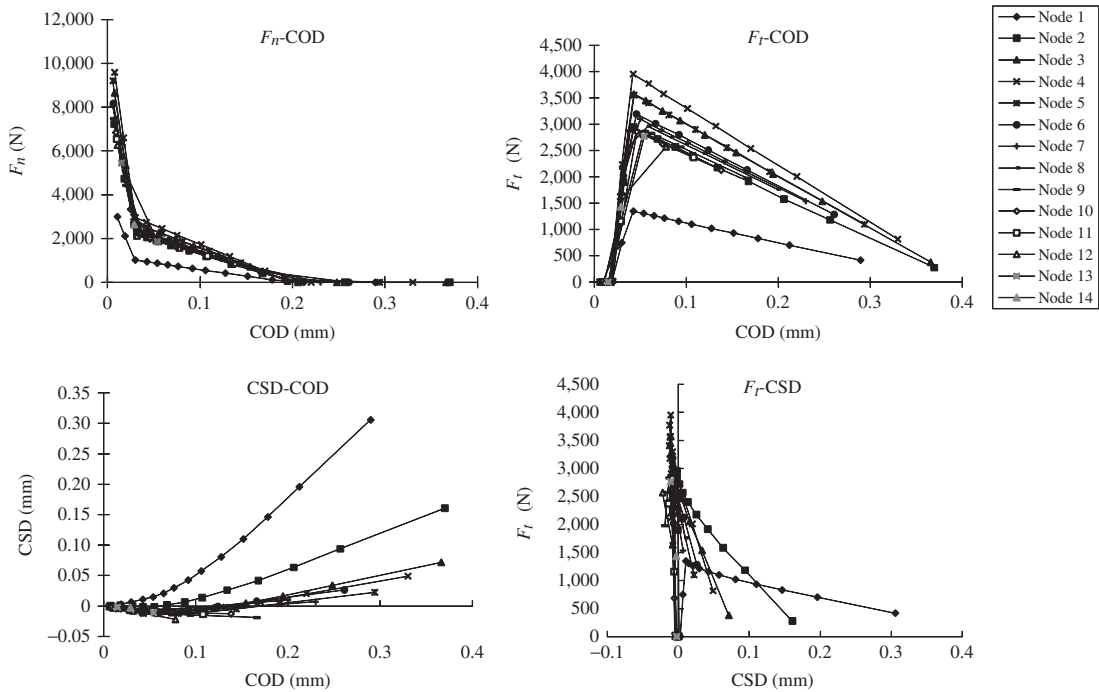 Fn-COD
12,000
10,000
8,000
6,000
4,000
2,000
0
Fn (N)
0
0.1
0.2
0.3
0.4
COD (mm)
Ft-COD
4,500
4,000
3,500
3,000
2,500
2,000
1,500
1,000
500
0
Ft (N)
0
0.1
0.2
0.3
0.4
COD (mm)
Node 1
Node 2
Node 3
Node 4
Node 5
Node 6
Node 7
Node 8
Node 9
Node 10
Node 11
Node 12
Node 13
Node 14
CSD-COD
0.35
0.30
0.25
0.20
0.15
0.10
0.05
0
−0.05
CSD (mm)
0
0.1
0.2
0.3
0.4
COD (mm)
Ft-CSD
4,500
4,000
3,500
3,000
2,500
2,000
1,500
1,000
500
0
Ft (N)
−0.1
0
0.1
0.2
0.3
0.4
CSD (mm)